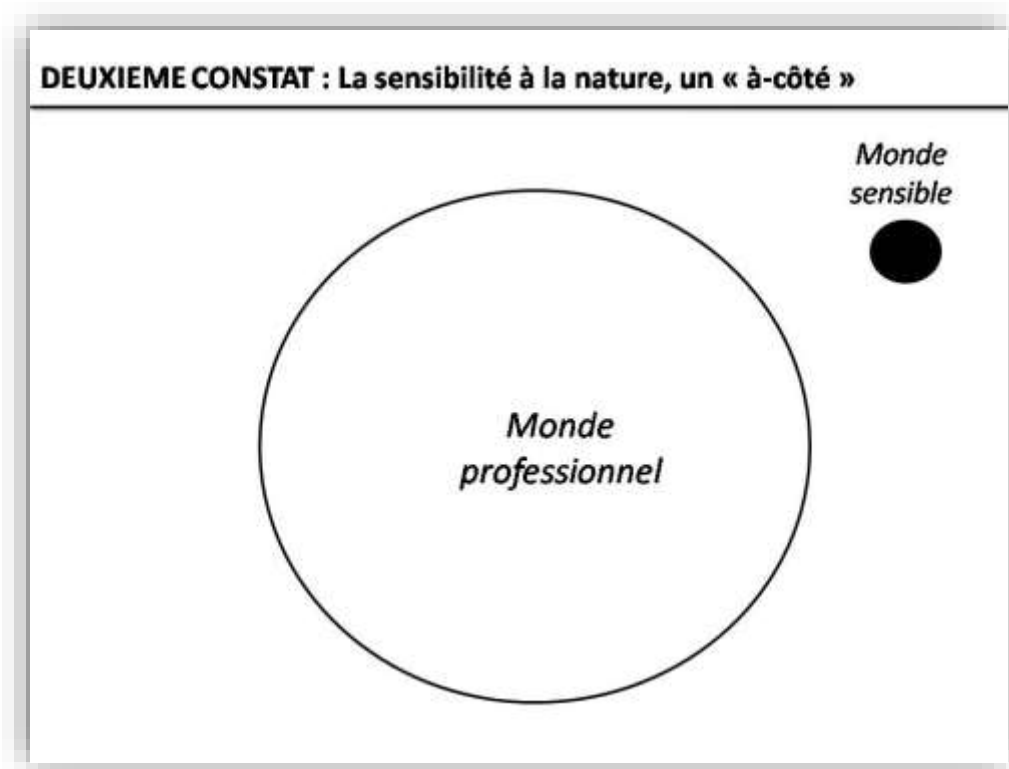 DEUXIEME CONSTAT : La sensibilité à la nature, un « à-côté »
Monde
sensible
Monde
professionnel